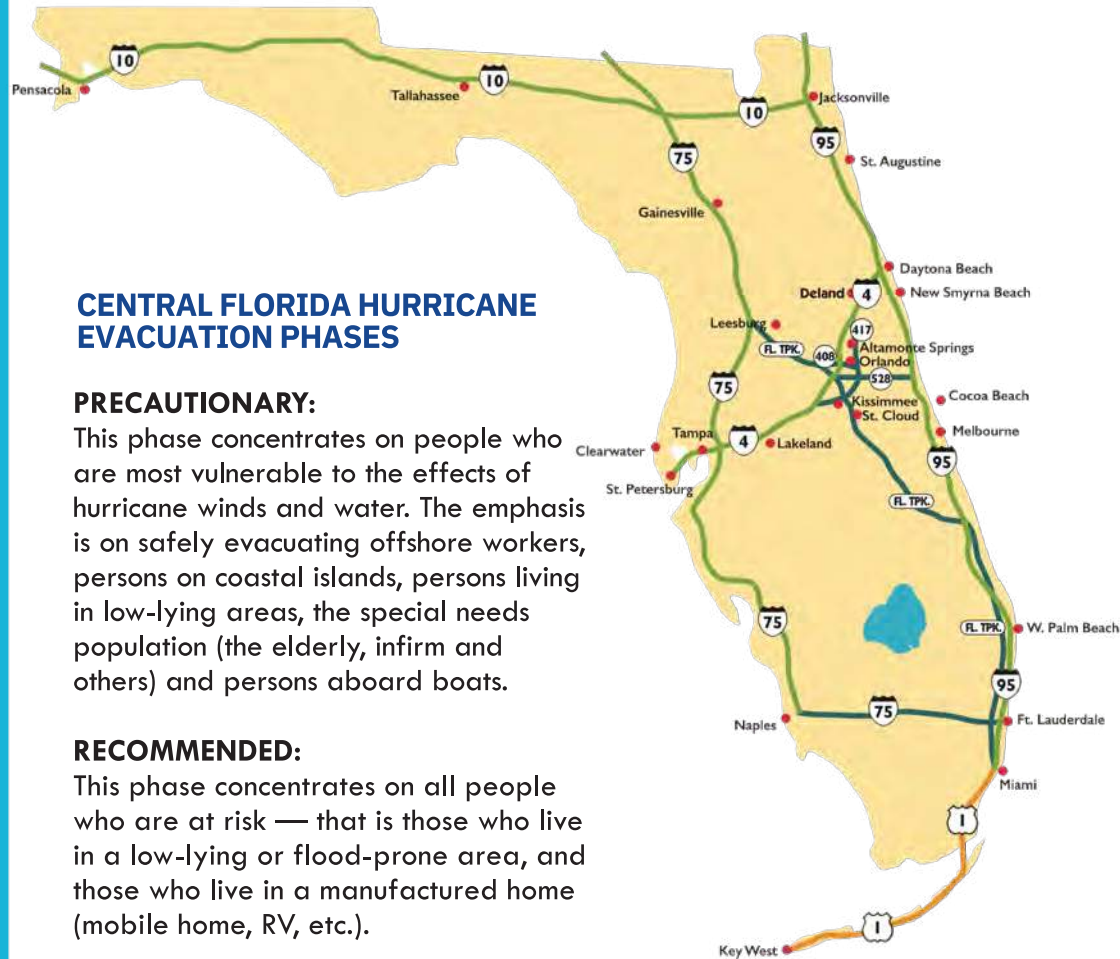 10
Pensacola
Tallahassee
10
10
Jacksonville
95
75
St. Augustine
Gainesville
Daytona Beach
Deland
4
New Smyrna Beach
Leesburg
417
FL. TPK.
408
Altamonte Springs
Orlando
528
75
Kissimmee
St. Cloud
Cocoa Beach
Tampa
4
Lakeland
Melbourne
Clearwater
95
St. Petersburg
FL. TPK.
75
FL. TPK.
W. Palm Beach
95
75
Naples
Ft. Lauderdale
Miami
1
1
Key West
CENTRAL FLORIDA HURRICANE
EVACUATION PHASES
PRECAUTIONARY:
This phase concentrates on people who
are most vulnerable to the effects of
hurricane winds and water. The emphasis
is on safely evacuating offshore workers,
persons on coastal islands, persons living
in low-lying areas, the special needs
population (the elderly, infirm and
others) and persons aboard boats.
RECOMMENDED:
This phase concentrates on all people
who are at risk — that is those who live
in a low-lying or flood-prone area, and
those who live in a manufactured home
(mobile home, RV, etc.).